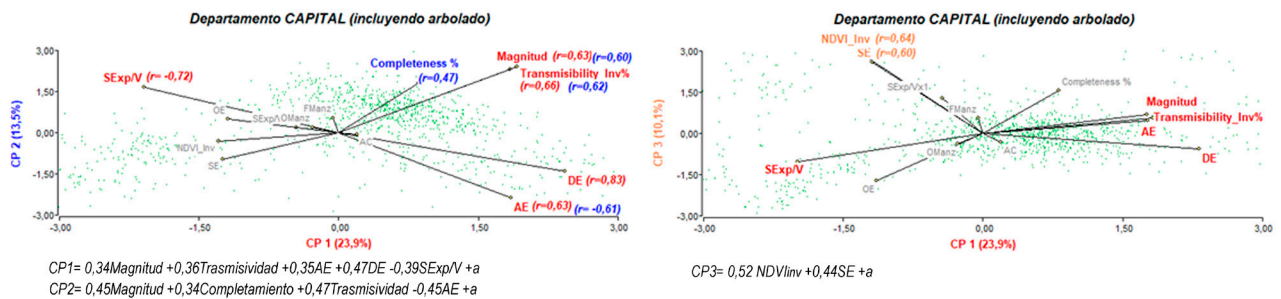 Departamento CAPITAL (incluyendo arbolado)
3,00
1,50
0,00
-1,50
-3,00
CP 2 (13,5%)
Magnitud (r=0,63) (r=0,60)
Completeness %
(r=0,47)
Transmisibility_Inv%
(r=0,66) (r=0,62)
SExp/V (r= -0,72)
OE
FManz
SExp/V
OManz
AC
NDVI_Inv
SE
DE (r=0,83)
AE (r=0,63) (r= -0,61)
-3,00 -1,50 0,00 1,50 3,00
CP 1 (23,9%)
CP1= 0,34Magnitud +0,36Trasmisividad +0,35AE +0,47DE -0,39SExp/V +a
CP2= 0,45Magnitud +0,34Completamiento +0,47Trasmisividad -0,45AE +a
Departamento CAPITAL (incluyendo arbolado)
3,00
1,50
0,00
-1,50
-3,00
CP 3 (10,1%)
NDVI_Inv (r=0,64)
SE (r=0,60)
SExp/Vx1
Completeness %
FManz
Magnitud
Transmisibility_Inv%
AE
OManz
AC
DE
SExp/V
OE
-3,00 -1,50 0,00 1,50 3,00
CP 1 (23,9%)
CP3= 0,52 NDVIinv +0,44SE +a